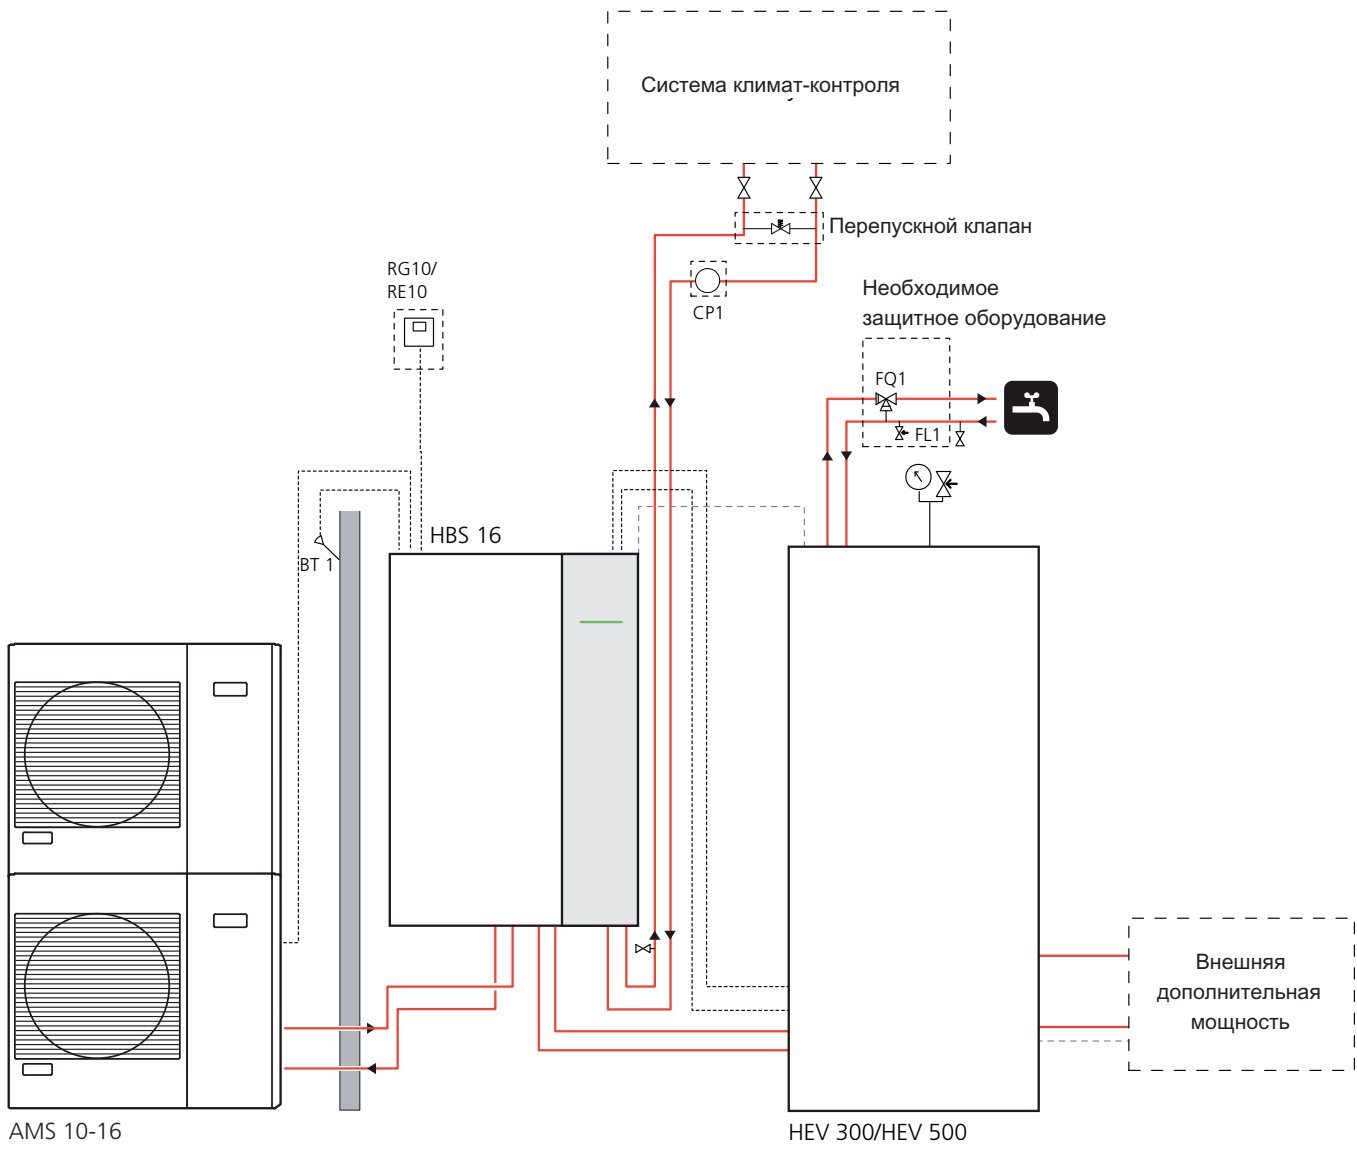 Система климат-контроля
Перепускной клапан
RG10/
RE10
CP1
Необходимое
защитное оборудование
FQ1
FL1
HBS 16
BT 1
Внешняя
дополнительная
мощность
AMS 10-16
HEV 300/HEV 500